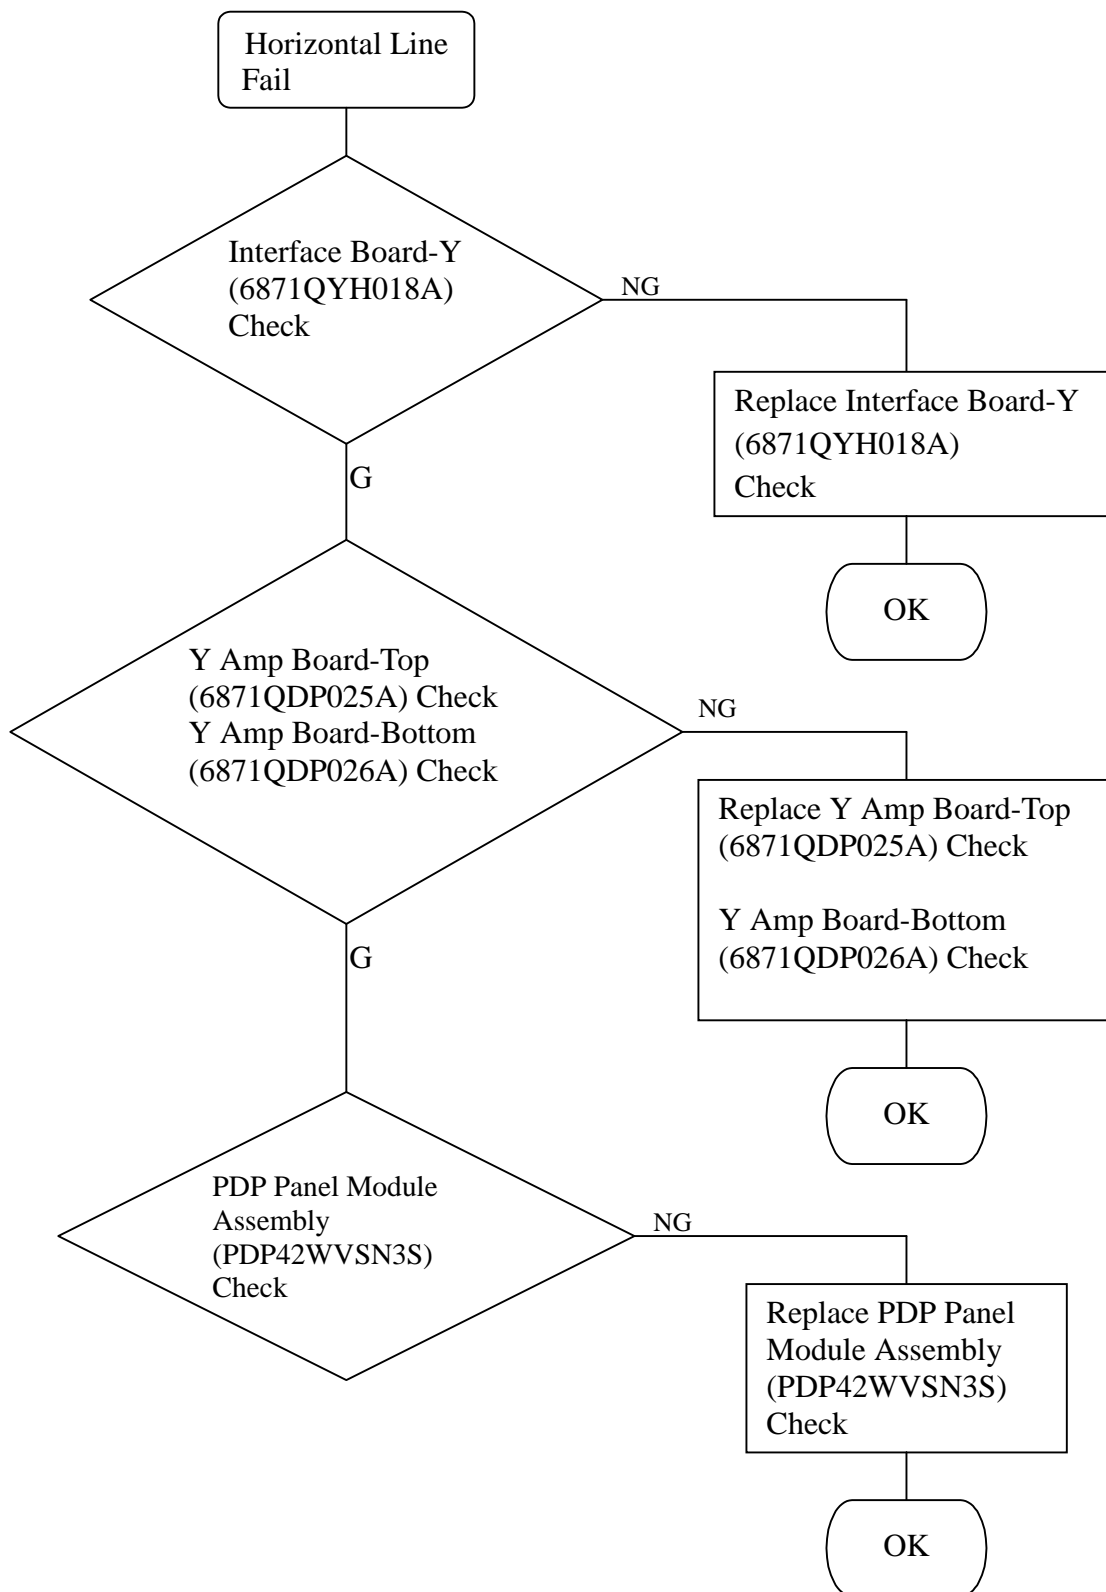 Horizontal Line
Fail
Interface Board-Y
(6871QYH018A)
Check
NG
Replace Interface Board-Y
(6871QYH018A)
Check
G
OK
Y Amp Board-Top
(6871QDP025A) Check
Y Amp Board-Bottom
(6871QDP026A) Check
NG
Replace Y Amp Board-Top
(6871QDP025A) Check
Y Amp Board-Bottom
(6871QDP026A) Check
G
OK
PDP Panel Module
Assembly
(PDP42WVSN3S)
Check
NG
Replace PDP Panel
Module Assembly
(PDP42WVSN3S)
Check
OK